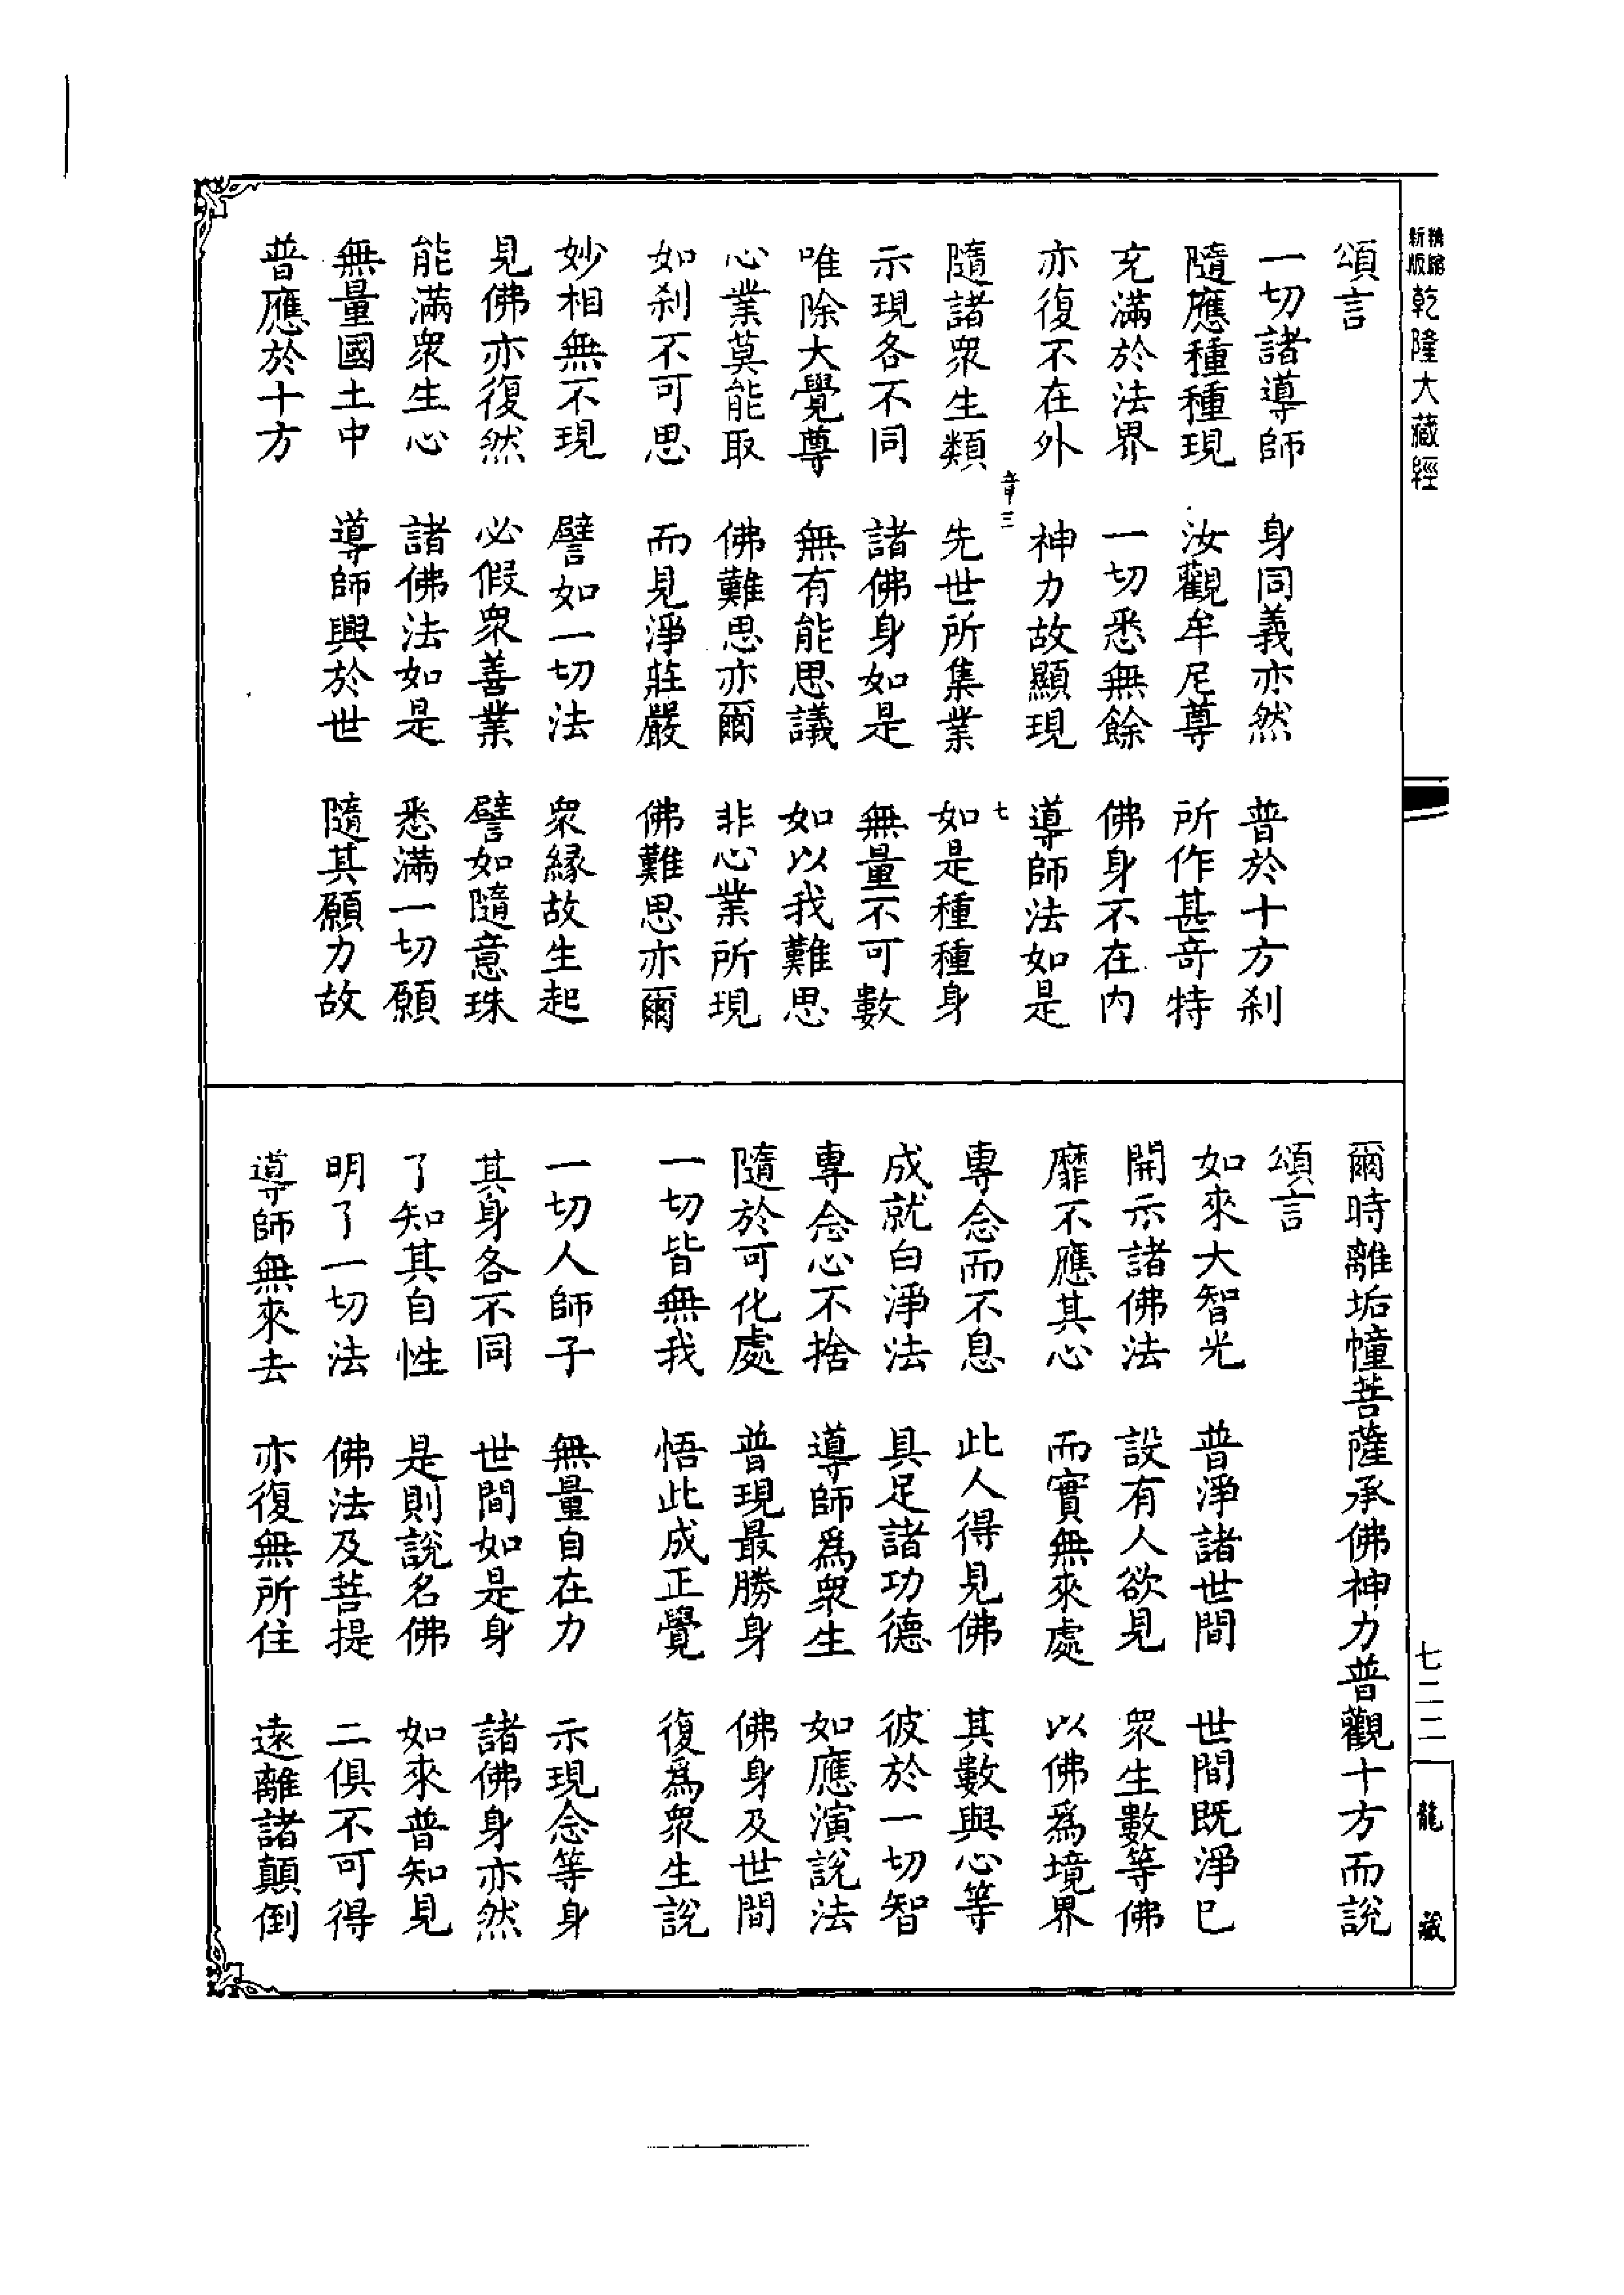 新版
精縮
乾隆大藏經
頌言
一切諸導師　身同義亦然　普於十方刹
隨應種種現　汝觀牟尼尊　所作甚奇特
充滿於法界　一切悉無餘　佛身不在內
亦復不在外　神力故顯現　導師法如是
章三　七
隨諸衆生類　先世所集業　如是種種身
示現各不同　諸佛身如是　無量不可數
唯除大覺尊　無有能思議　如以我難思
心業莫能取　佛難思亦爾　非心業所現
如刹不可思　而見淨莊嚴　佛難思亦爾
妙相無不現　譬如一切法　衆緣故生起
見佛亦復然　必假衆善業　譬如隨意珠
能滿衆生心　諸佛法如是　悉滿一切願
無量國土中　導師興於世　隨其願力故
普應於十方
爾時離垢幢菩薩承佛神力普觀十方而說
頌言
如來大智光　普淨諸世間　世間既淨已
開示諸佛法　設有人欲見　衆生數等佛
靡不應其心　而實無來處　以佛爲境界
專念而不息　此人得見佛　其數與心等
成就白淨法　具足諸功德　彼於一切智
專念心不捨　導師爲衆生　如應演說法
隨於可化處　普現最勝身　佛身及世間
一切皆無我　悟此成正覺　復爲衆生說
一切人師子　無量自在力　示現念等身
其身各不同　世間如是身　諸佛身亦然
了知其自性　是則說名佛　如來普知見
明了一切法　佛法及菩提　二俱不可得
導師無來去　亦復無所住　遠離諸顛倒
七二二
龍藏